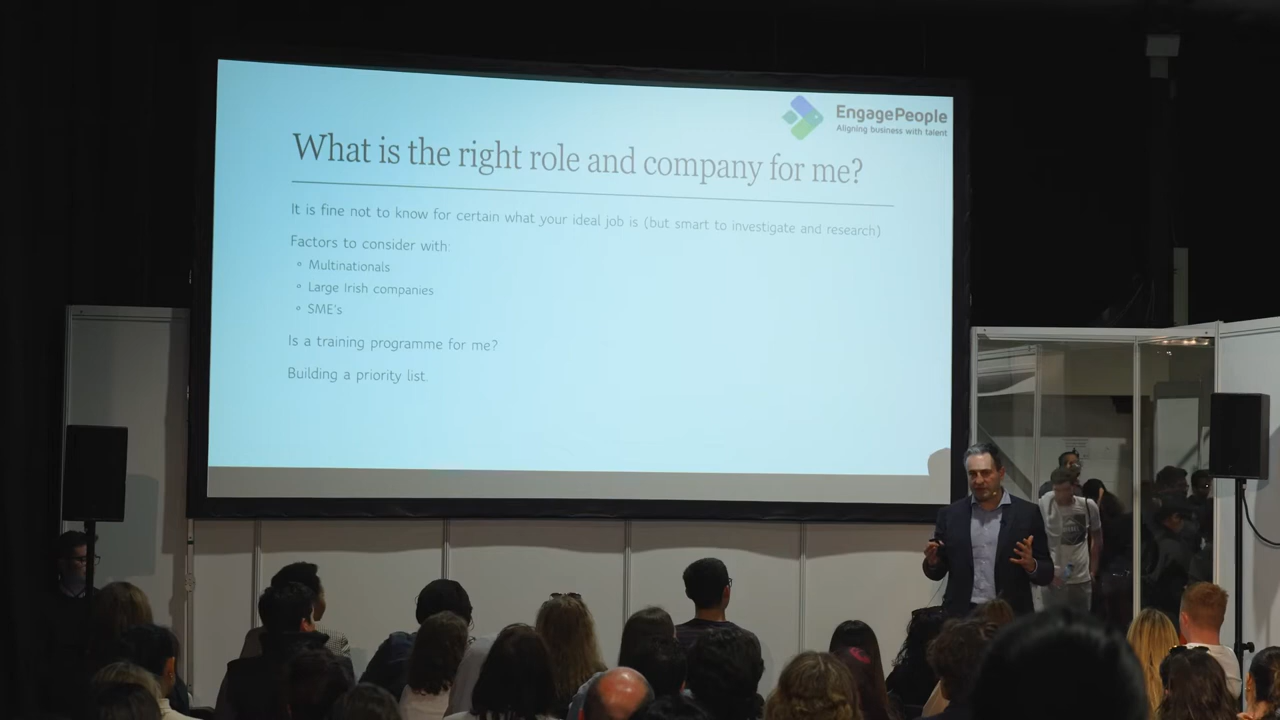 EngagePeople
Aligning business with talent
What is the right role and company for me?
It is fine not to know for certain what your ideal job is (but smart to investigate and research)
Factors to consider with:
Multinationals
Large Irish companies
SME's
Is a training programme for me?
Building a priority list.